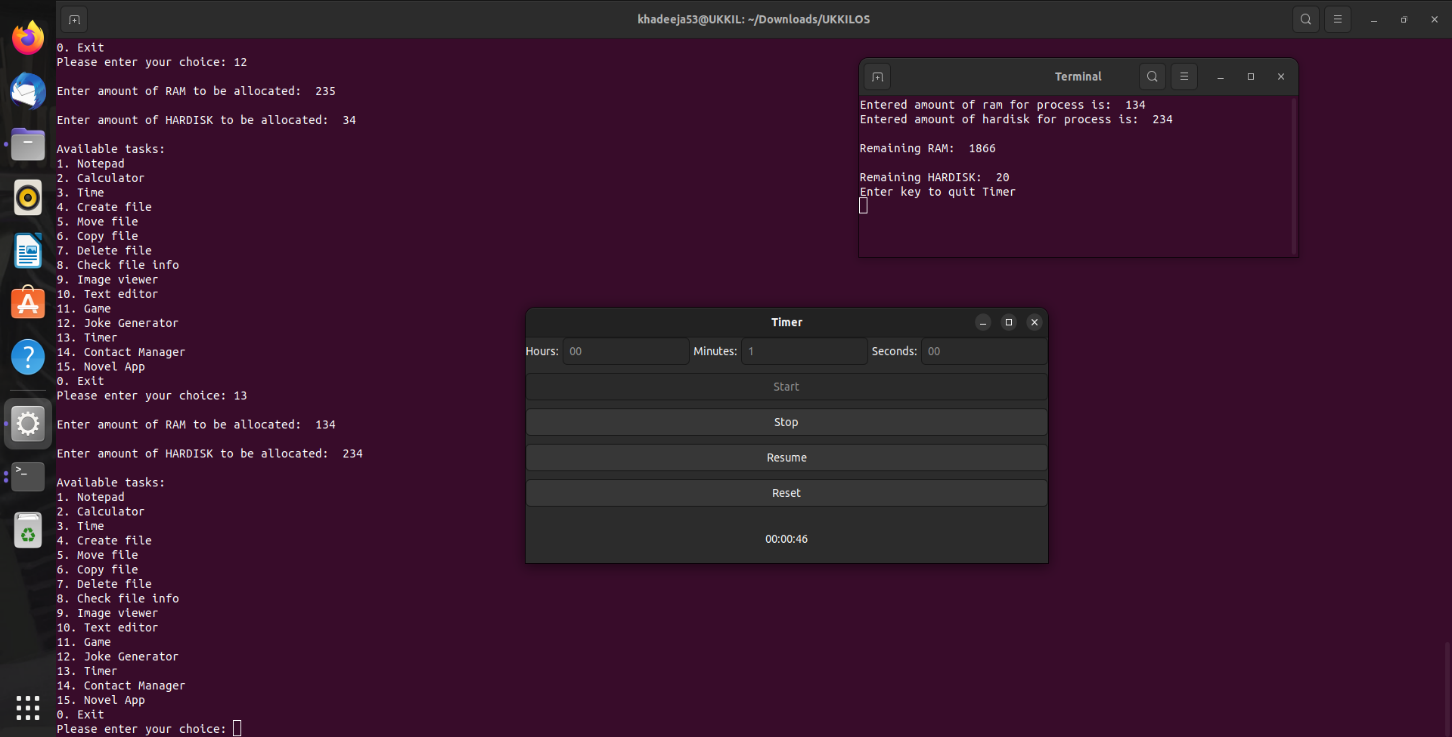 khadeeja53@UKKIL: ~/Downloads/UKKILOS
0. Exit
Please enter your choice: 12
Enter amount of RAM to be allocated:  235
Enter amount of HARDISK to be allocated:  34
Available tasks:
1. Notepad
2. Calculator
3. Time
4. Create file
5. Move file
6. Copy file
7. Delete file
8. Check file info
9. Image viewer
10. Text editor
11. Game
12. Joke Generator
13. Timer
14. Contact Manager
15. Novel App
0. Exit
Please enter your choice: 13
Enter amount of RAM to be allocated:  134
Enter amount of HARDISK to be allocated:  234
Available tasks:
1. Notepad
2. Calculator
3. Time
4. Create file
5. Move file
6. Copy file
7. Delete file
8. Check file info
9. Image viewer
10. Text editor
11. Game
12. Joke Generator
13. Timer
14. Contact Manager
15. Novel App
0. Exit
Please enter your choice:
Terminal
Entered amount of ram for process is:  134
Entered amount of hardisk for process is:  234
Remaining RAM:  1866
Remaining HARDISK:  20
Enter key to quit Timer
Timer
Hours: 00 Minutes: 1 Seconds: 00
Start
Stop
Resume
Reset
00:00:46